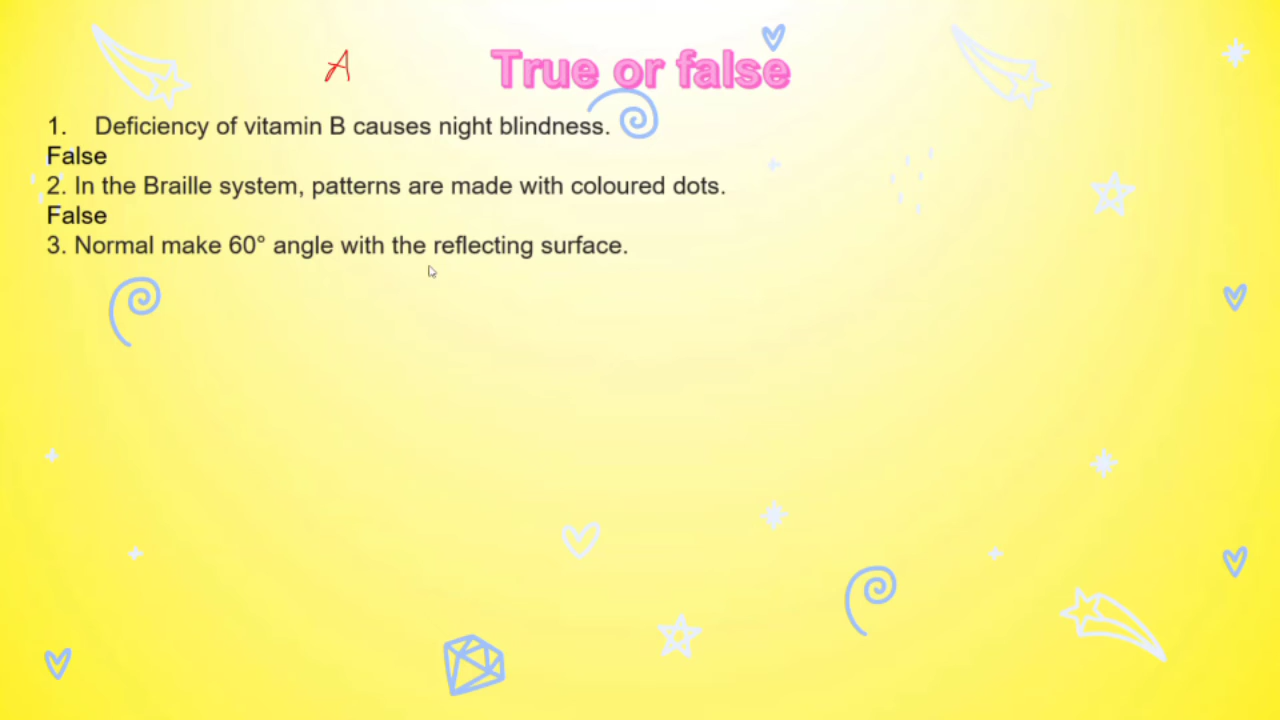 A
True or false
1. Deficiency of vitamin B causes night blindness.
False
2. In the Braille system, patterns are made with coloured dots.
False
3. Normal make 60° angle with the reflecting surface.